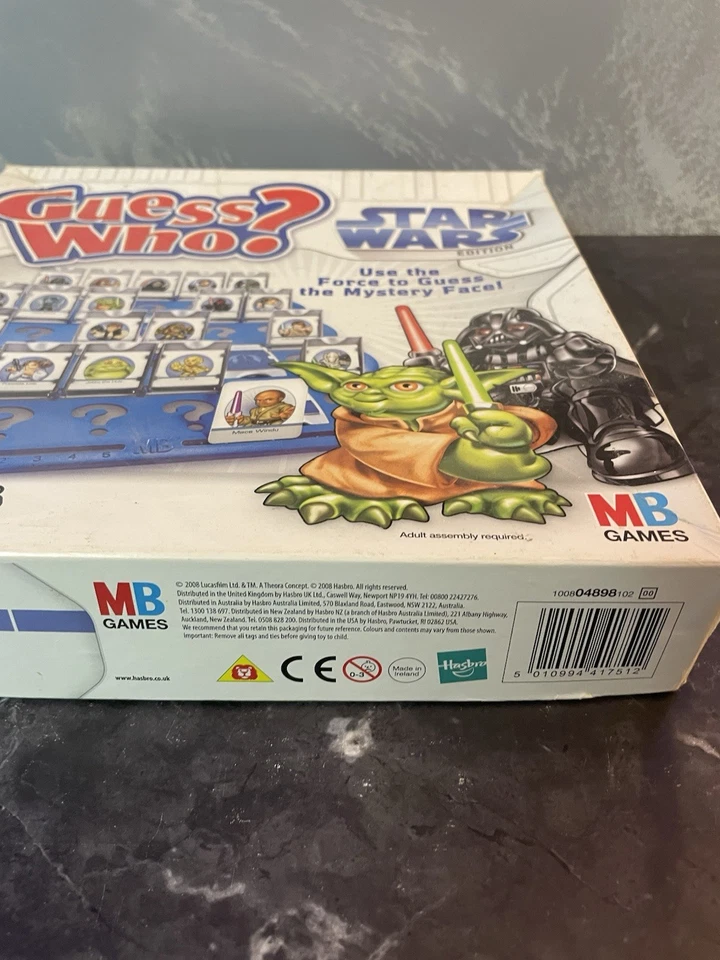 Guess
Who?
STAR
WARS
EDITION
Use the
Force to Guess
the Mystery Face!
Mace Windu
3 4 5
MB
Adult assembly required.
MB
GAMES
MB
GAMES
www.hasbro.co.uk
© 2008 Lucasfilm Ltd. & TM. A Theora Concept. © 2008 Hasbro. All rights reserved.
Distributed in the United Kingdom by Hasbro UK Ltd., Caswell Way, Newport NP19 4YH. Tel: 00800 22427276.
Distributed in Australia by Hasbro Australia Limited, 570 Blaxland Road, Eastwood, NSW 2122, Australia.
Tel. 1300 138 697. Distributed in New Zealand by Hasbro NZ (a branch of Hasbro Australia Limited), 221 Albany Highway,
Auckland, New Zealand, Tel. 0508 828 200. Distributed in the USA by Hasbro, Pawtucket, RI 02862 USA.
We recommend that you retain this packaging for future reference. Colours and contents may vary from those shown.
Important: Remove all tags and ties before giving toy to child.
CE
0-3
Made in
Ireland
Hasbro
100804898102 00
5 010994 417512